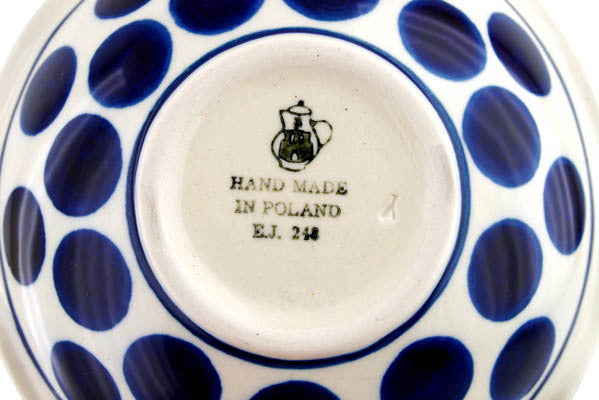 HAND MADE
IN POLAND
E.J. 248